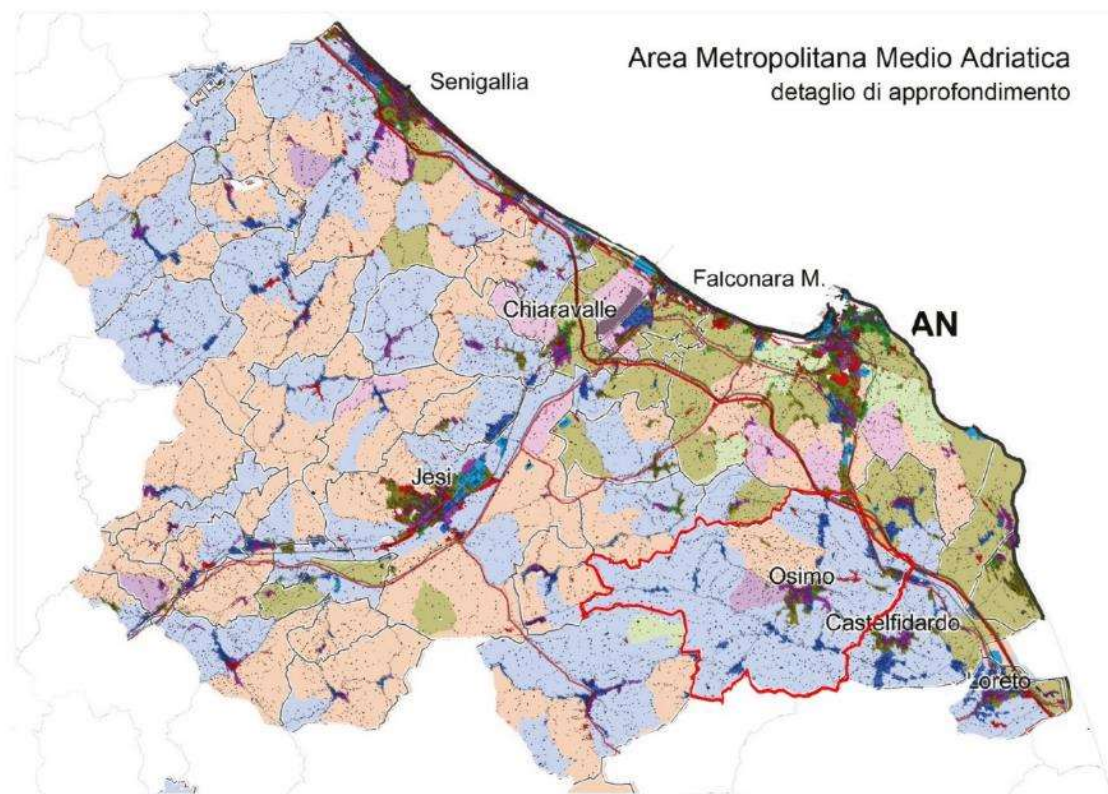 Area Metropolitana Medio Adriatica
detaglio di approfondimento
Senigallia
Falconara M.
Chiaravalle
AN
Jesi
Osimo
Castelfidardo
Loreto